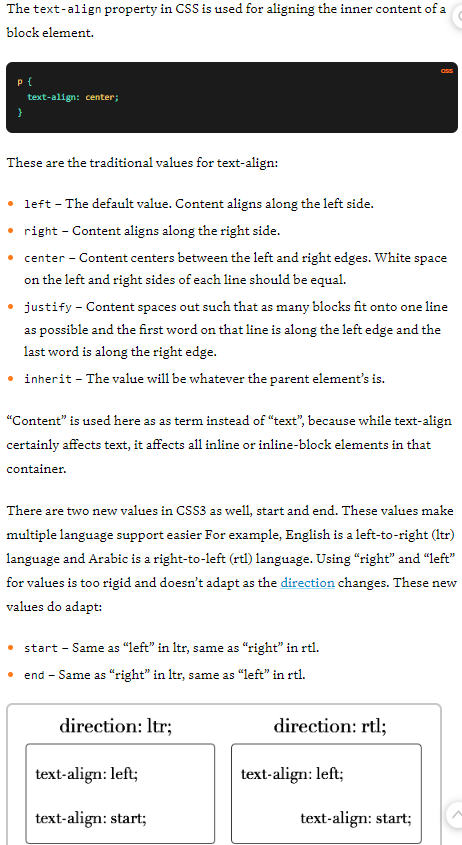 The text-align property in CSS is used for aligning the inner content of a
block element.
CSS
p {
text-align: center;
}
These are the traditional values for text-align:
• left – The default value. Content aligns along the left side.
• right – Content aligns along the right side.
• center – Content centers between the left and right edges. White space
on the left and right sides of each line should be equal.
• justify – Content spaces out such that as many blocks fit onto one line
as possible and the first word on that line is along the left edge and the
last word is along the right edge.
• inherit – The value will be whatever the parent element’s is.
“Content” is used here as as term instead of “text”, because while text-align
certainly affects text, it affects all inline or inline-block elements in that
container.
There are two new values in CSS3 as well, start and end. These values make
multiple language support easier For example, English is a left-to-right (ltr)
language and Arabic is a right-to-left (rtl) language. Using “right” and “left”
for values is too rigid and doesn’t adapt as the direction changes. These new
values do adapt:
• start – Same as “left” in ltr, same as “right” in rtl.
• end – Same as “right” in ltr, same as “left” in rtl.
direction: ltr;
text-align: left;
text-align: start;
direction: rtl;
text-align: left;
text-align: start;